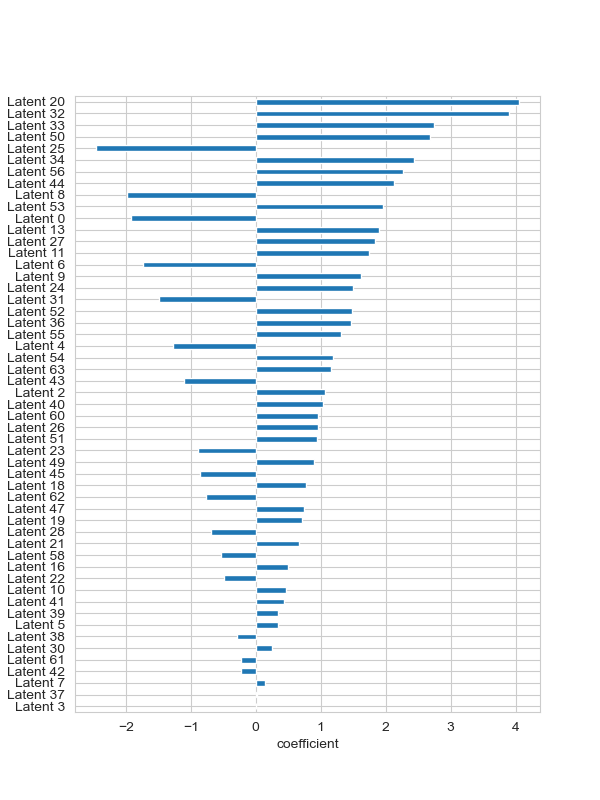 Latent 20
Latent 32
Latent 33
Latent 50
Latent 25
Latent 34
Latent 56
Latent 44
Latent 8
Latent 53
Latent 0
Latent 13
Latent 27
Latent 11
Latent 6
Latent 9
Latent 24
Latent 31
Latent 52
Latent 36
Latent 55
Latent 4
Latent 54
Latent 63
Latent 43
Latent 2
Latent 40
Latent 60
Latent 26
Latent 51
Latent 23
Latent 49
Latent 45
Latent 18
Latent 62
Latent 47
Latent 19
Latent 28
Latent 21
Latent 58
Latent 16
Latent 22
Latent 10
Latent 41
Latent 39
Latent 5
Latent 38
Latent 30
Latent 61
Latent 42
Latent 7
Latent 37
Latent 3
−2 −1 0 1 2 3 4
coefficient